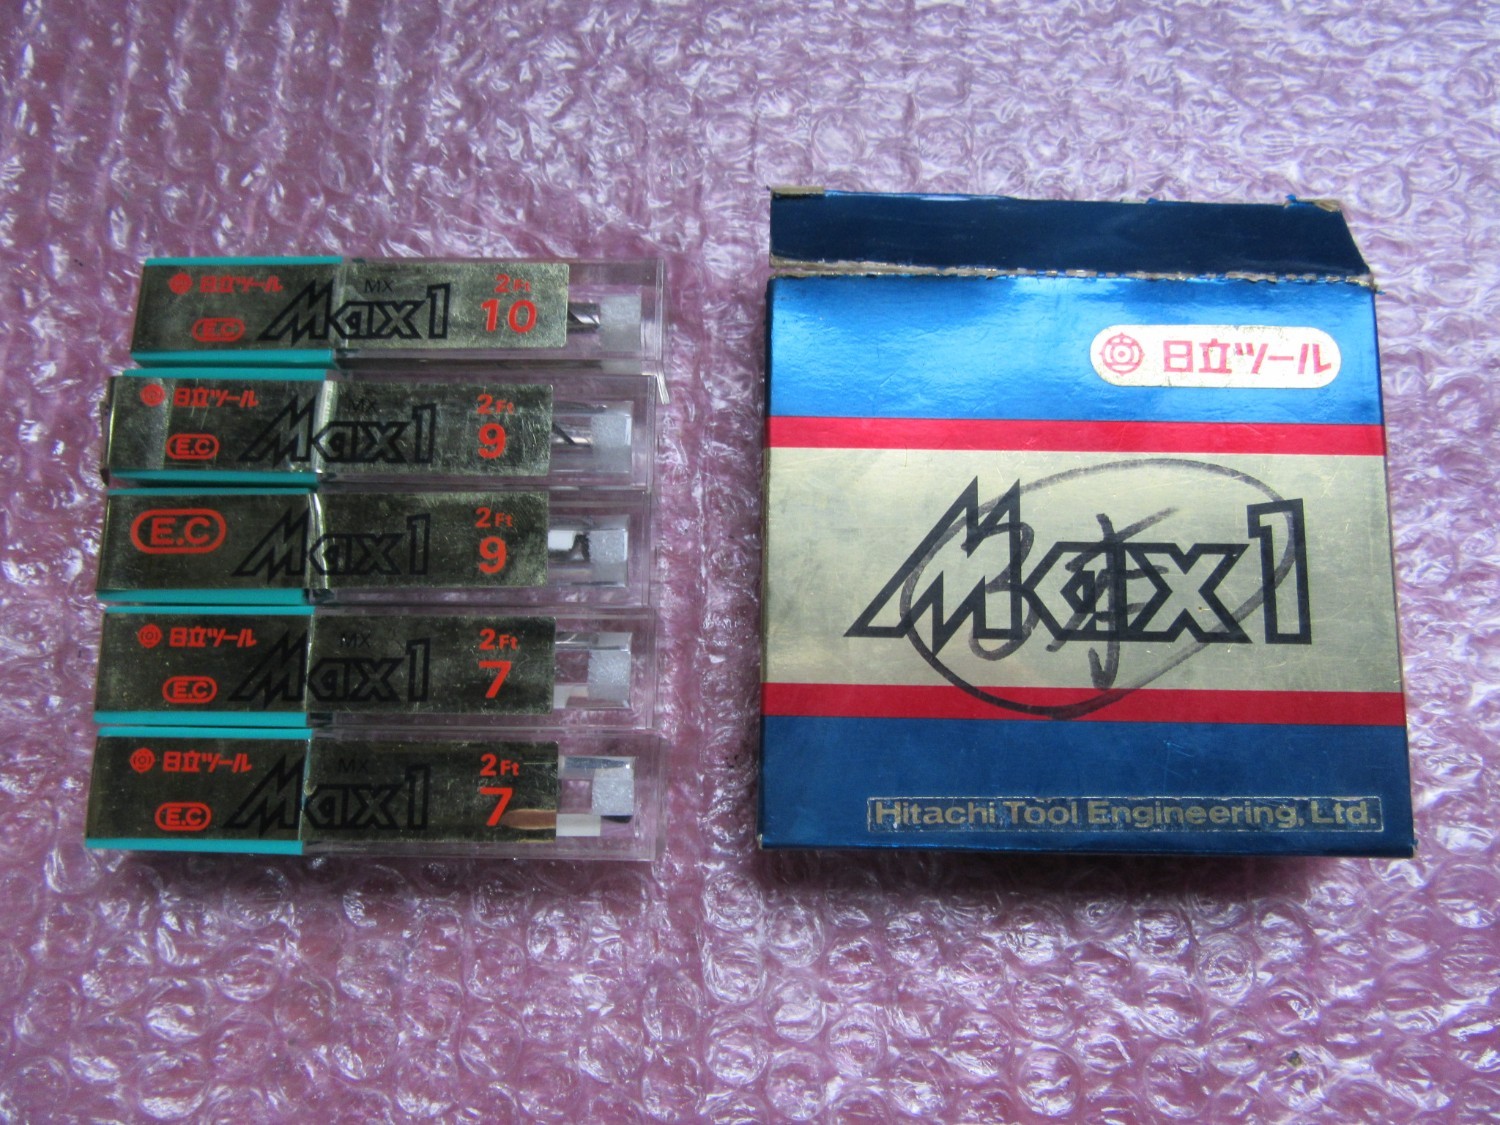 日立ツール
E.C
MX
Max1
2Ft
10
日立ツール
E.C
MX
Max1
2Ft
9
E.C
Max1
2Ft
9
日立ツール
E.C
MX
Max1
2Ft
7
日立ツール
E.C
MX
Max1
2Ft
7
日立ツール
Max1
Hitachi Tool Engineering, Ltd.